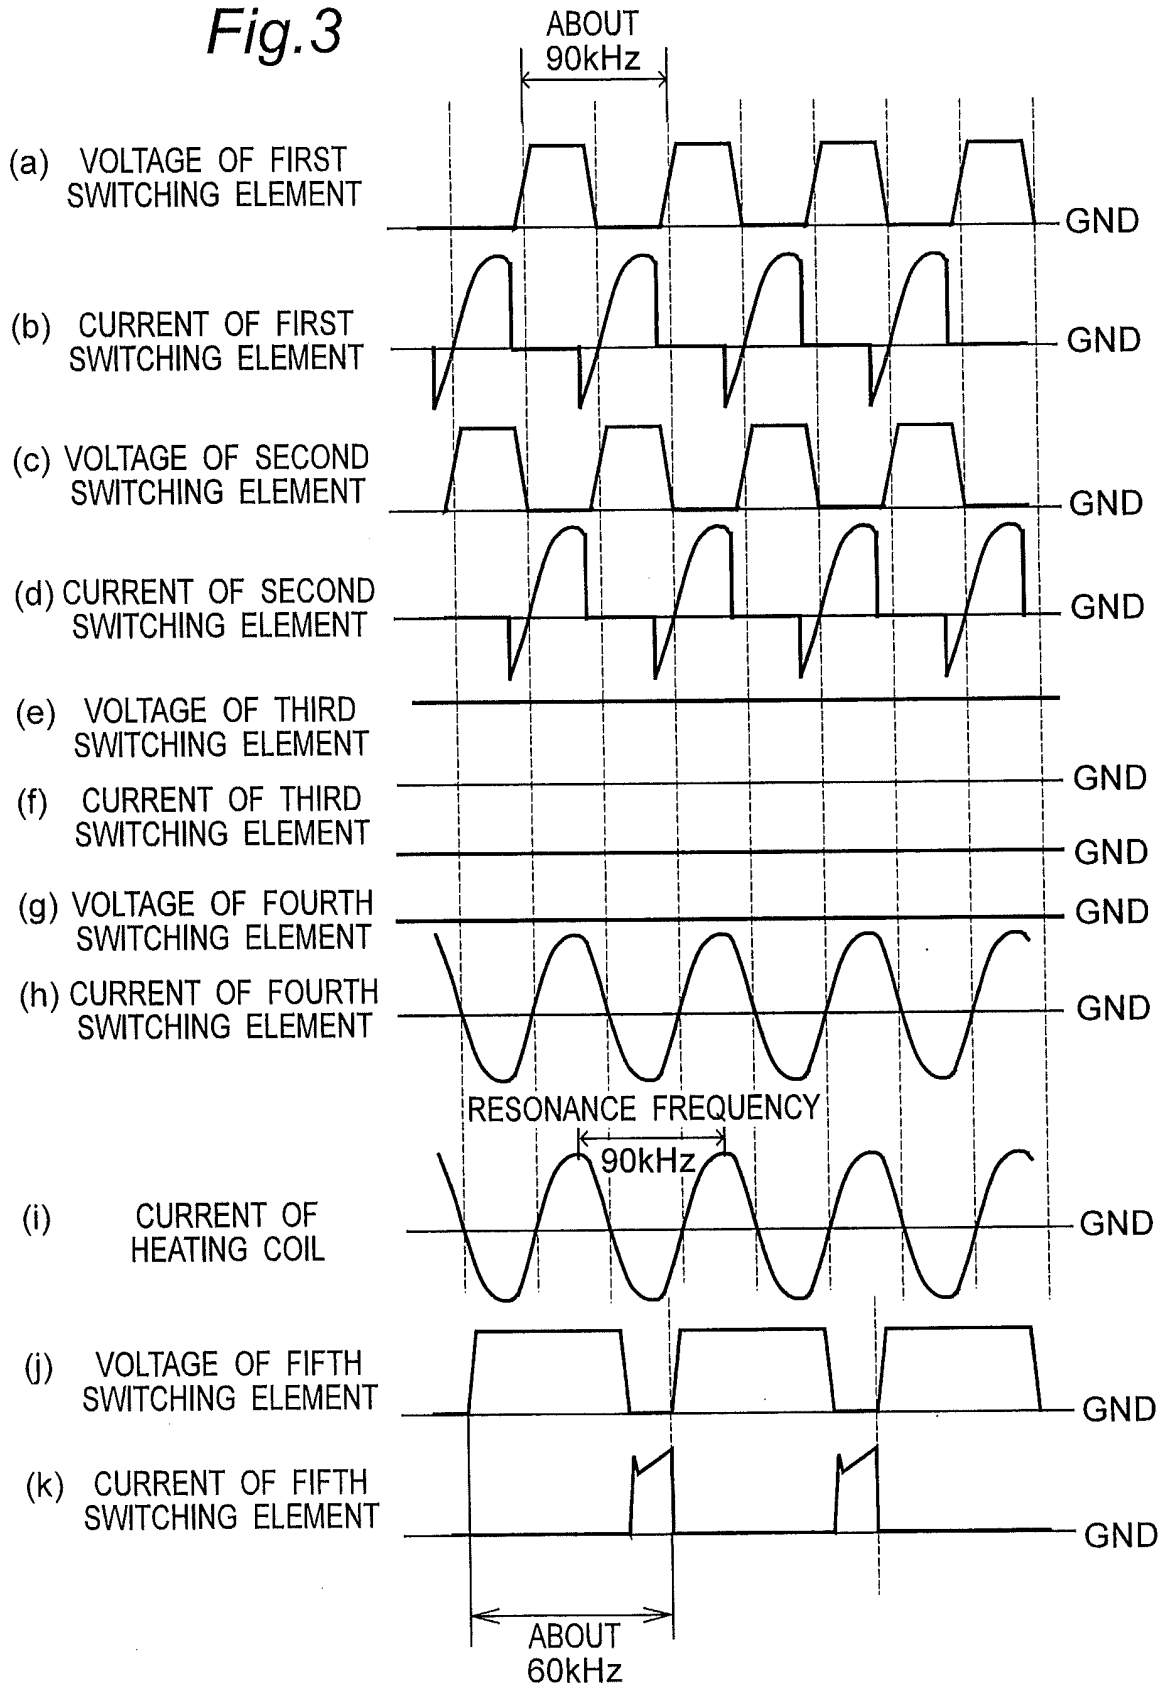 Fig.3
ABOUT
90kHz
(a) VOLTAGE OF FIRST
SWITCHING ELEMENT
GND
(b) CURRENT OF FIRST
SWITCHING ELEMENT
GND
(c) VOLTAGE OF SECOND
SWITCHING ELEMENT
GND
(d) CURRENT OF SECOND
SWITCHING ELEMENT
GND
(e) VOLTAGE OF THIRD
SWITCHING ELEMENT
GND
(f) CURRENT OF THIRD
SWITCHING ELEMENT
GND
(g) VOLTAGE OF FOURTH
SWITCHING ELEMENT
GND
(h) CURRENT OF FOURTH
SWITCHING ELEMENT
GND
RESONANCE FREQUENCY
90kHz
(i) CURRENT OF
HEATING COIL
GND
(j) VOLTAGE OF FIFTH
SWITCHING ELEMENT
GND
(k) CURRENT OF FIFTH
SWITCHING ELEMENT
GND
ABOUT
60kHz